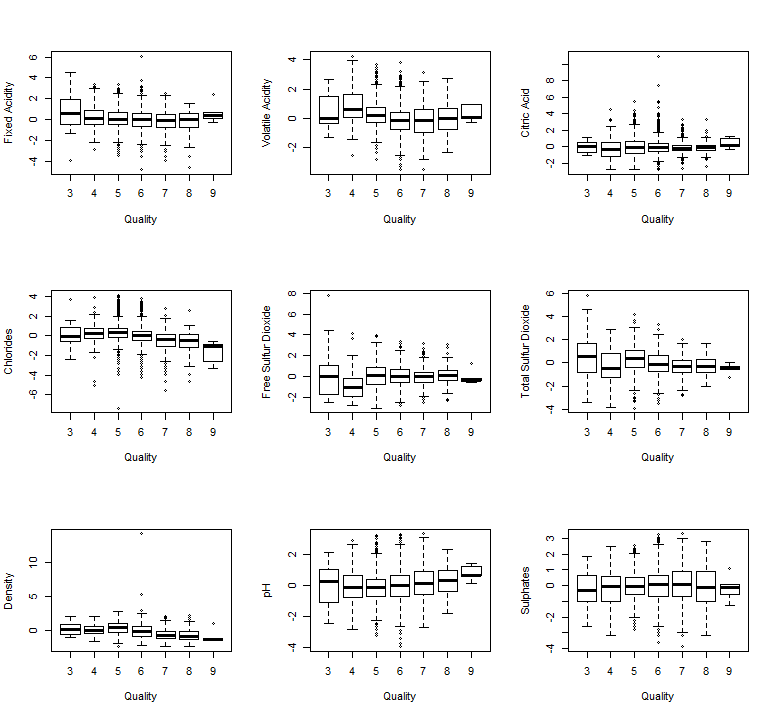 Fixed Acidity
6
4
2
0
-2
-4
3 4 5 6 7 8 9
Quality
Volatile Acidity
4
2
0
-2
3 4 5 6 7 8 9
Quality
Citric Acid
8
6
4
2
0
-2
3 4 5 6 7 8 9
Quality
Chlorides
4
2
0
-2
-4
-6
3 4 5 6 7 8 9
Quality
Free Sulfur Dioxide
8
6
4
2
0
-2
3 4 5 6 7 8 9
Quality
Total Sulfur Dioxide
6
4
2
0
-2
-4
3 4 5 6 7 8 9
Quality
Density
10
5
0
3 4 5 6 7 8 9
Quality
pH
2
0
-2
-4
3 4 5 6 7 8 9
Quality
Sulphates
3
2
1
0
-2
-4
3 4 5 6 7 8 9
Quality